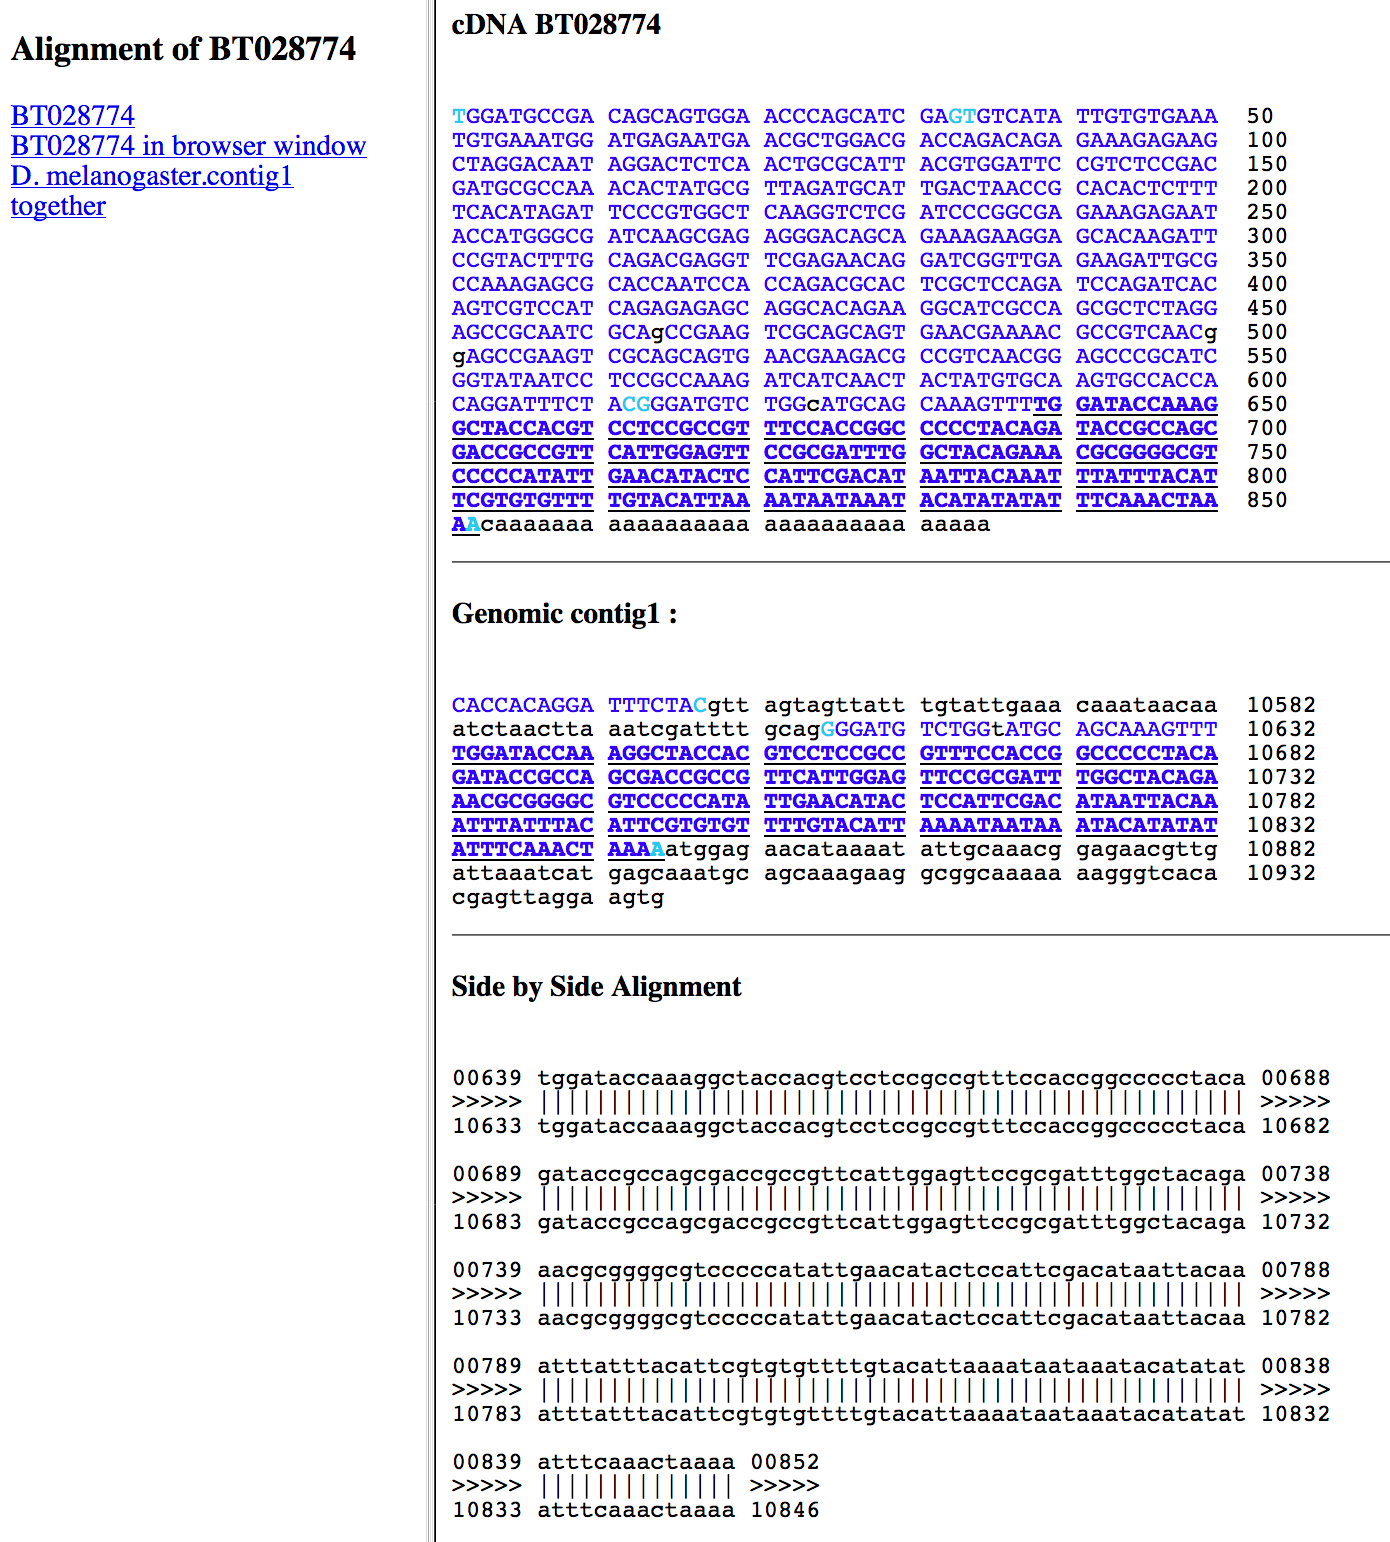 Alignment of BT028774
BT028774
BT028774 in browser window
D. melanogaster.contig1
together
cDNA BT028774
TGGATGCCGA CAGCAGTGGA ACCCAGCATC GAGTGTCATA TTGTGTGAAA 50
TGTGAAATGG ATGAGAATGA ACGCTGGACG ACCAGACAGA GAAAGAGAAG 100
CTAGGACAAT AGGACTCTCA ACTGCGCATT ACGTGGATTC CGTCTCCGAC 150
GATGCGCCAA ACACTATGCG TTAGATGCAT TGACTAACCG CACACTCTTT 200
TCACATAGAT TCCCGTGGCT CAAGGTCTCG ATCCCGGCGA GAAAGAGAAT 250
ACCATGGGCG ATCAAGCGAG AGGGACAGCA GAAAGAAGGA GCACAAGATT 300
CCGTACTTTG CAGACGAGGT TCGAGAACAG GATCGGTTGA GAAGATTGCG 350
CCAAAGAGCG CACCAATCCA CCAGACGCAC TCGCTCCAGA TCCAGATCAC 400
AGTCGTCCAT CAGAGAGAGC AGGCACAGAA GGCATCGCCA GCGCTCTAGG 450
AGCCGCAATC GCAgCCGAAG TCGCAGCAGT GAACGAAAAC GCCGTCAACg 500
gAGCCGAAGT CGCAGCAGTG AACGAAGACG CCGTCAACGG AGCCCGCATC 550
GGTATAATCC TCCGCCAAAG ATCATCAACT ACTATGTGCA AGTGCCACCA 600
CAGGATTTCT ACGGGATGTC TGGcATGCAG CAAAGTTTTG GATACCAAAG 650
GCTACCACGT CCTCCGCCGT TTCCACCGGC CCCCTACAGA TACCGCCAGC 700
GACCGCCGTT CATTGGAGTT CCGCGATTTG GCTACAGAAA CGCGGGGCGT 750
CCCCCATATT GAACATACTC CATTCGACAT AATTACAAAT TTATTTACAT 800
TCGTGTGTTT TGTACATTAA AATAATAAAT ACATATATAT TTCAAACTAA 850
AAcaaaaaaa aaaaaaaaaa aaaaaaaaaa aaaaa
Genomic contig1 :
CACCACAGGA TTTCTACgtt agtagttatt tgtattgaaa caaataacaa 10582
atctaactta aatcgatttt gcagGGGATG TCTGGtATGC AGCAAAGTTT 10632
TGGATACCAA AGGCTACCAC GTCCTCCGCC GTTTCCACCG GCCCCCTACA 10682
GATACCGCCA GCGACCGCCG TTCATTGGAG TTCCGCGATT TGGCTACAGA 10732
AACGCGGGGC GTCCCCCATA TTGAACATAC TCCATTCGAC ATAATTACAA 10782
ATTTATTTAC ATTCGTGTGT TTTGTACATT AAAATAATAA ATACATATAT 10832
ATTTCAAACT AAAAatggag aacataaaat attgcaaacg gagaacgttg 10882
attaaatcat gagcaaatgc agcaaagaag gcggcaaaaa aagggtcaca 10932
cgagttagga agtg
Side by Side Alignment
00639 tggataccaaaggctaccacgtcctccgccgtttccaccggccccctaca 00688
>>>>> |||||||||||||||||||||||||||||||||||||||||||||||||| >>>>>
10633 tggataccaaaggctaccacgtcctccgccgtttccaccggccccctaca 10682
00689 gataccgccagcgaccgccgttcattggagttccgcgatttggctacaga 00738
>>>>> |||||||||||||||||||||||||||||||||||||||||||||||||| >>>>>
10683 gataccgccagcgaccgccgttcattggagttccgcgatttggctacaga 10732
00739 aacgcggggcgtcccccatattgaacatactccattcgacataattacaa 00788
>>>>> |||||||||||||||||||||||||||||||||||||||||||||||||| >>>>>
10733 aacgcggggcgtcccccatattgaacatactccattcgacataattacaa 10782
00789 atttatttacattcgtgtgttttgtacattaaaataataaatacatatat 00838
>>>>> |||||||||||||||||||||||||||||||||||||||||||||||||| >>>>>
10783 atttatttacattcgtgtgttttgtacattaaaataataaatacatatat 10832
00839 atttcaaactaaaa 00852
>>>>> |||||||||||||| >>>>>
10833 atttcaaactaaaa 10846